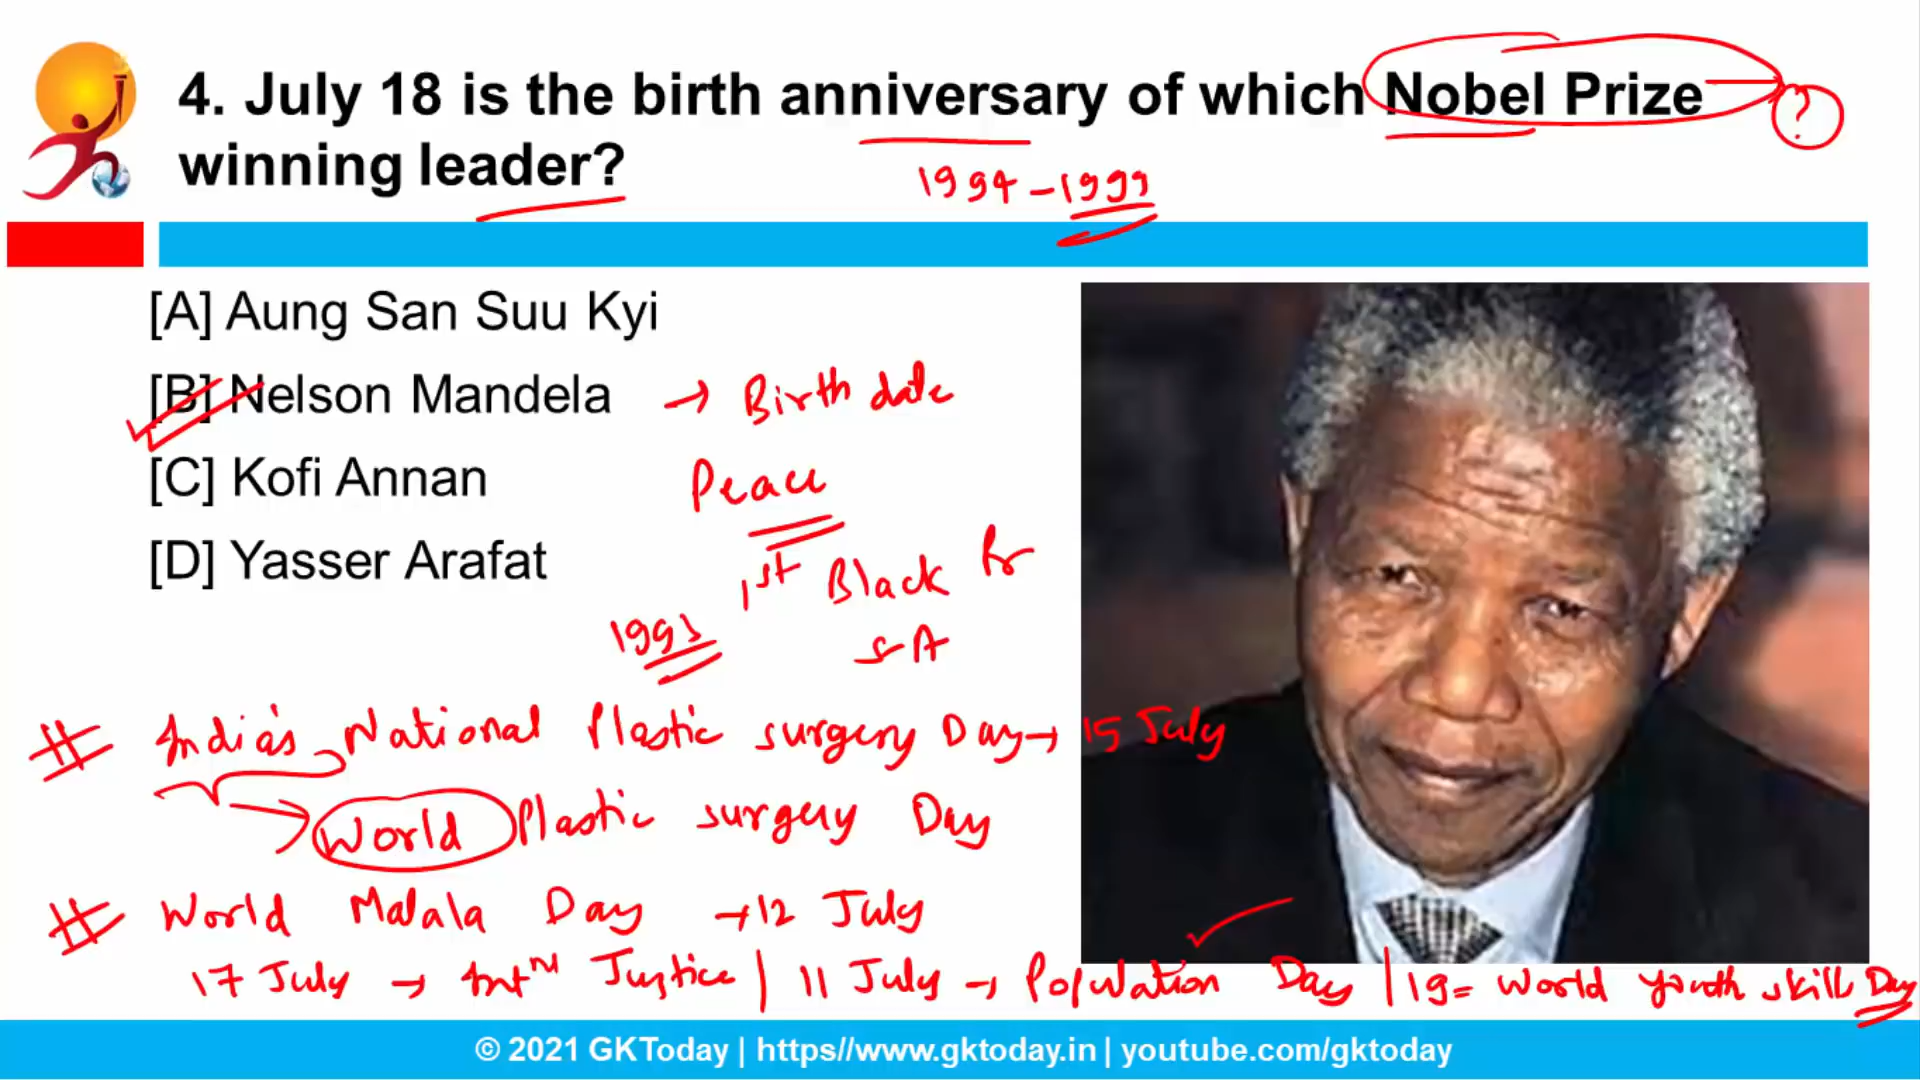 4. July 18 is the birth anniversary of which Nobel Prize
?
winning leader?
1994 - 1999
[A] Aung San Suu Kyi
[B] Nelson Mandela → Birth date
[C] Kofi Annan
Peace
[D] Yasser Arafat
1st Black Pr
1993
SA
# India's National Plastic surgery Day → 15 July
World Plastic surgery Day
# World Malala Day → 12 July
17 July → Intnl Justice | 11 July → Population Day | 19 = World youth skill Day
© 2021 GKToday | https//www.gktoday.in | youtube.com/gktoday